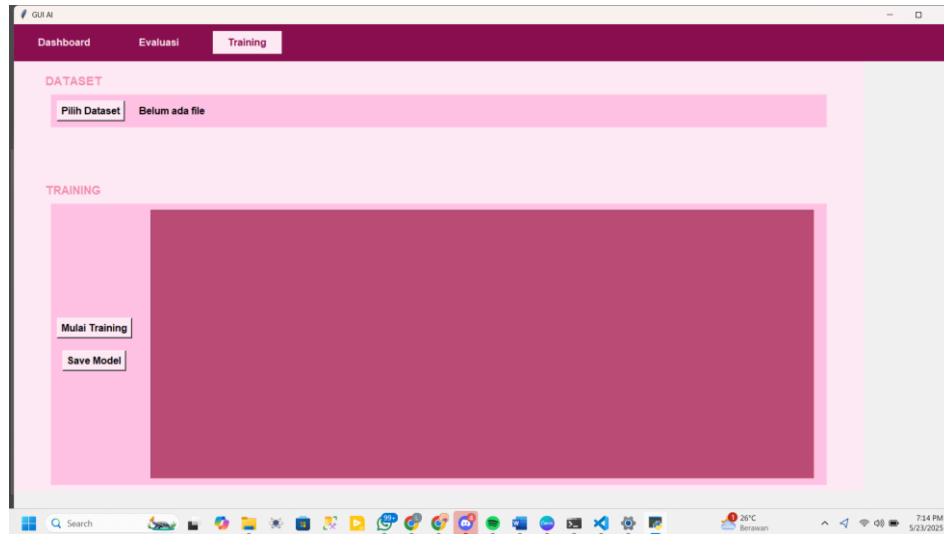 GUI AI
Dashboard Evaluasi Training
DATASET
Pilih Dataset Belum ada file
TRAINING
Mulai Training
Save Model
Search
99+
26°C
Berawan
7:14 PM
5/23/2025